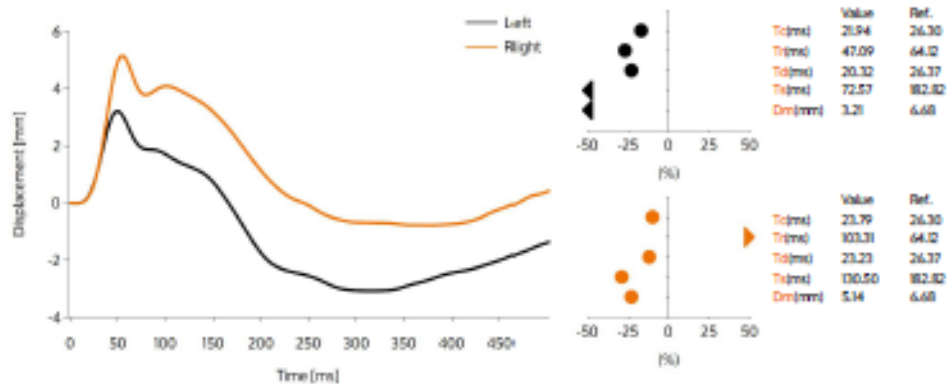 Displacement [mm]
6
4
2
0
-2
-4
0 50 100 150 200 250 300 350 400 450
Time [ms]
Left
Rlight
Value Ref.
Tc(ms) 21.94 26.30
Tr(ms) 47.09 64.12
Td(ms) 20.32 26.37
Ts(ms) 72.57 182.82
Dm(mm) 3.21 6.68
-50 -25 0 50
(%)
Value Ref.
Tc(ms) 23.79 26.30
Tr(ms) 103.31 64.12
Td(ms) 23.23 26.37
Ts(ms) 130.50 182.82
Dm(mm) 5.14 6.68
-50 -25 0 50
(%)